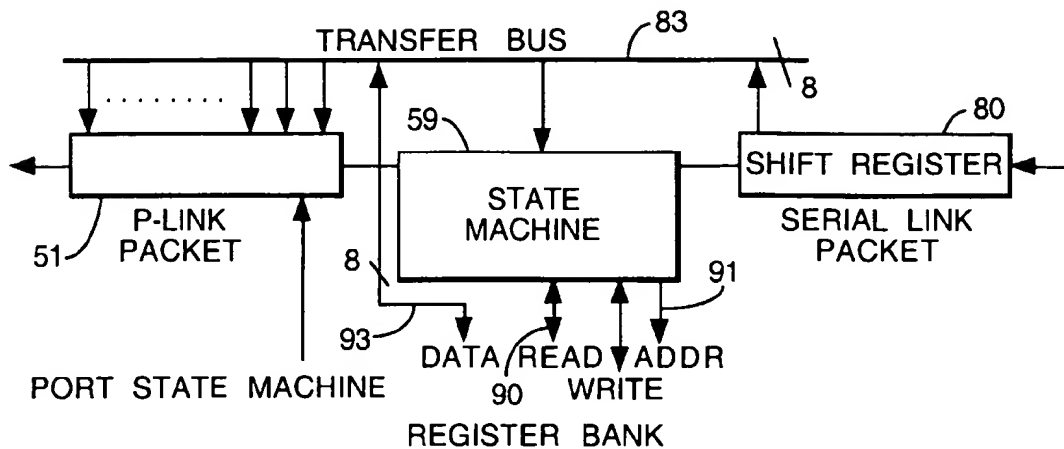 TRANSFER BUS
83
8
59
80
SHIFT REGISTER
STATE
MACHINE
P-LINK
PACKET
51
SERIAL LINK
PACKET
8
91
93
DATA READ ADDR
90
WRITE
PORT STATE MACHINE
REGISTER BANK